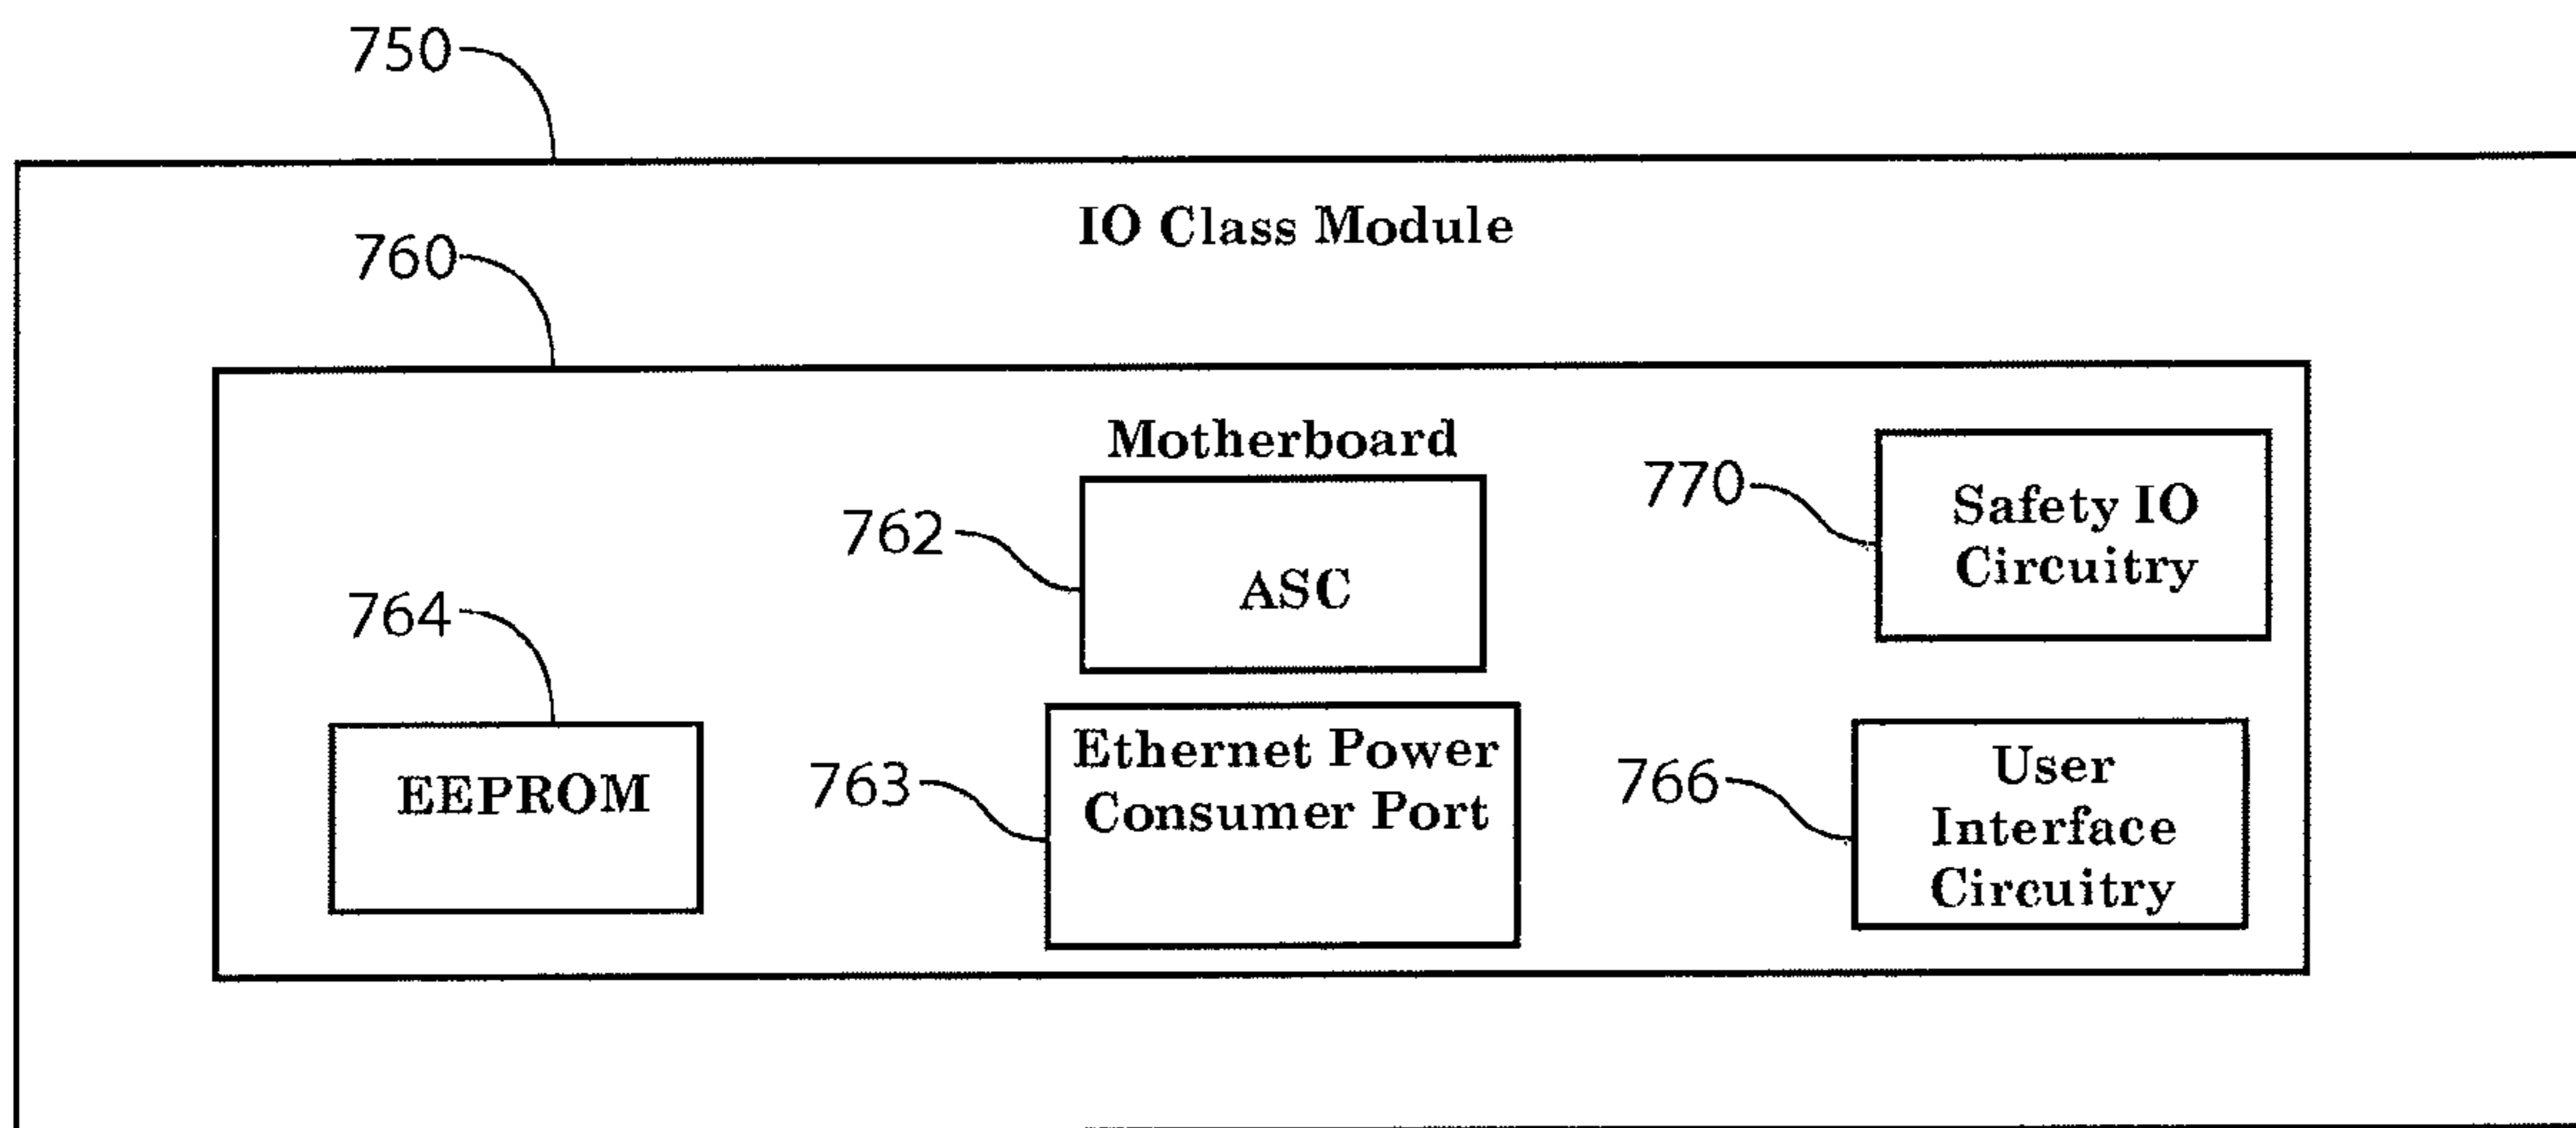 750
IO Class Module
760
Motherboard
770
Safety IO
Circuitry
762
ASC
764
EEPROM
763
Ethernet Power
Consumer Port
766
User
Interface
Circuitry